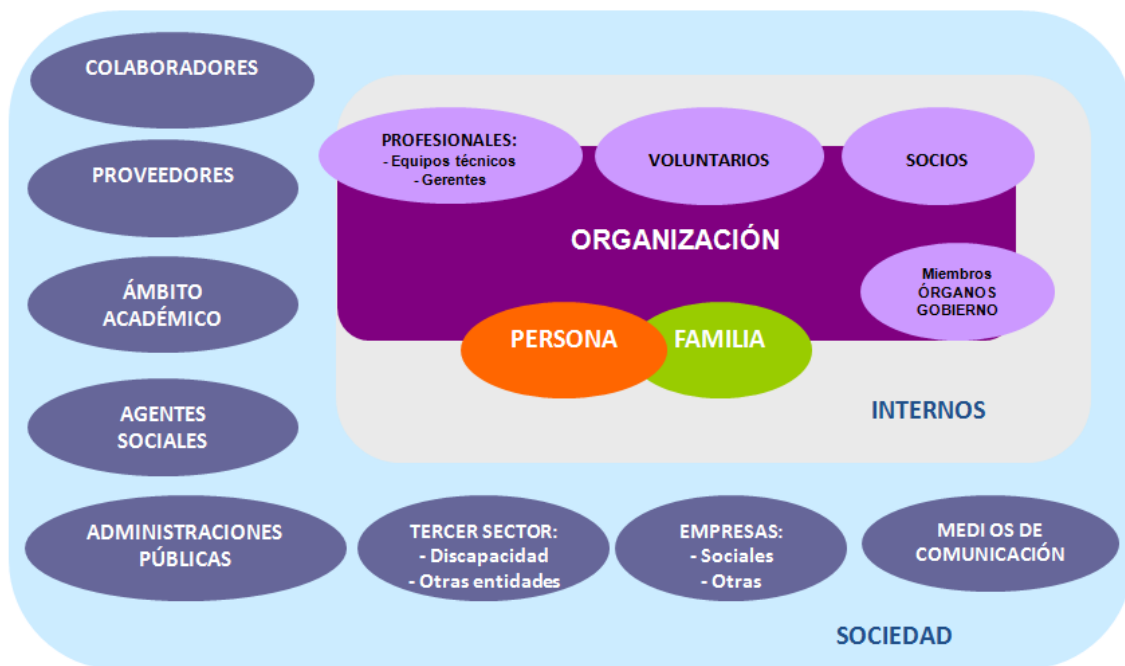 COLABORADORES
PROVEEDORES
ÁMBITO
ACADÉMICO
AGENTES
SOCIALES
ADMINISTRACIONES
PÚBLICAS
TERCER SECTOR:
- Discapacidad
- Otras entidades
EMPRESAS:
- Sociales
- Otras
MEDIOS DE
COMUNICACIÓN
PROFESIONALES:
- Equipos técnicos
- Gerentes
VOLUNTARIOS
SOCIOS
ORGANIZACIÓN
Miembros
ÓRGANOS
GOBIERNO
PERSONA
FAMILIA
INTERNOS
SOCIEDAD